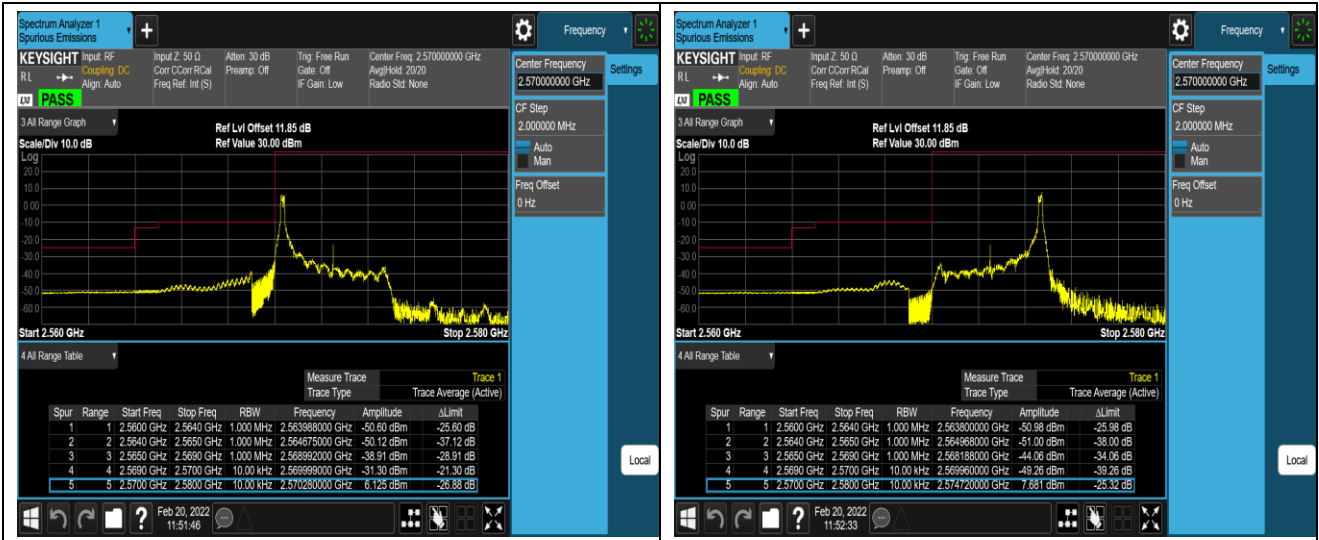 Spectrum Analyzer 1
Spurious Emissions
+
Frequency
KEYSIGHT
Input: RF
Input Z: 50 Ω
Atten: 30 dB
Trig: Free Run
Center Freq: 2.570000000 GHz
RL
Coupling: DC
Corr CCorr RCal
Preamp: Off
Gate: Off
Avg|Hold: 20/20
Align: Auto
Freq Ref: Int (S)
IF Gain: Low
Radio Std: None
LXI
PASS
3 All Range Graph
Ref Lvl Offset 11.85 dB
Scale/Div 10.0 dB
Ref Value 30.00 dBm
Log
20.0
10.0
0.00
-10.0
-20.0
-30.0
-40.0
-50.0
-60.0
Start 2.560 GHz
Stop 2.580 GHz
4 All Range Table
Measure Trace Trace 1
Trace Type Trace Average (Active)
Spur Range Start Freq Stop Freq RBW Frequency Amplitude ΔLimit
1 1 2.5600 GHz 2.5640 GHz 1.000 MHz 2.563988000 GHz -50.60 dBm -25.60 dB
2 2 2.5640 GHz 2.5650 GHz 1.000 MHz 2.564675000 GHz -50.12 dBm -37.12 dB
3 3 2.5650 GHz 2.5690 GHz 1.000 MHz 2.568992000 GHz -38.91 dBm -28.91 dB
4 4 2.5690 GHz 2.5700 GHz 10.00 kHz 2.569999000 GHz -31.30 dBm -21.30 dB
5 5 2.5700 GHz 2.5800 GHz 10.00 kHz 2.570280000 GHz 6.125 dBm -26.88 dB
Center Frequency
2.570000000 GHz
Settings
CF Step
2.000000 MHz
Auto
Man
Freq Offset
0 Hz
Local
?
Feb 20, 2022
11:51:46
Spectrum Analyzer 1
Spurious Emissions
+
Frequency
KEYSIGHT
Input: RF
Input Z: 50 Ω
Atten: 30 dB
Trig: Free Run
Center Freq: 2.570000000 GHz
RL
Coupling: DC
Corr CCorr RCal
Preamp: Off
Gate: Off
Avg|Hold: 20/20
Align: Auto
Freq Ref: Int (S)
IF Gain: Low
Radio Std: None
LXI
PASS
3 All Range Graph
Ref Lvl Offset 11.85 dB
Scale/Div 10.0 dB
Ref Value 30.00 dBm
Log
20.0
10.0
0.00
-10.0
-20.0
-30.0
-40.0
-50.0
-60.0
Start 2.560 GHz
Stop 2.580 GHz
4 All Range Table
Measure Trace Trace 1
Trace Type Trace Average (Active)
Spur Range Start Freq Stop Freq RBW Frequency Amplitude ΔLimit
1 1 2.5600 GHz 2.5640 GHz 1.000 MHz 2.563800000 GHz -50.98 dBm -25.98 dB
2 2 2.5640 GHz 2.5650 GHz 1.000 MHz 2.564968000 GHz -51.00 dBm -38.00 dB
3 3 2.5650 GHz 2.5690 GHz 1.000 MHz 2.568188000 GHz -44.06 dBm -34.06 dB
4 4 2.5690 GHz 2.5700 GHz 10.00 kHz 2.569960000 GHz -49.26 dBm -39.26 dB
5 5 2.5700 GHz 2.5800 GHz 10.00 kHz 2.574720000 GHz 7.681 dBm -25.32 dB
Center Frequency
2.570000000 GHz
Settings
CF Step
2.000000 MHz
Auto
Man
Freq Offset
0 Hz
Local
?
Feb 20, 2022
11:52:33